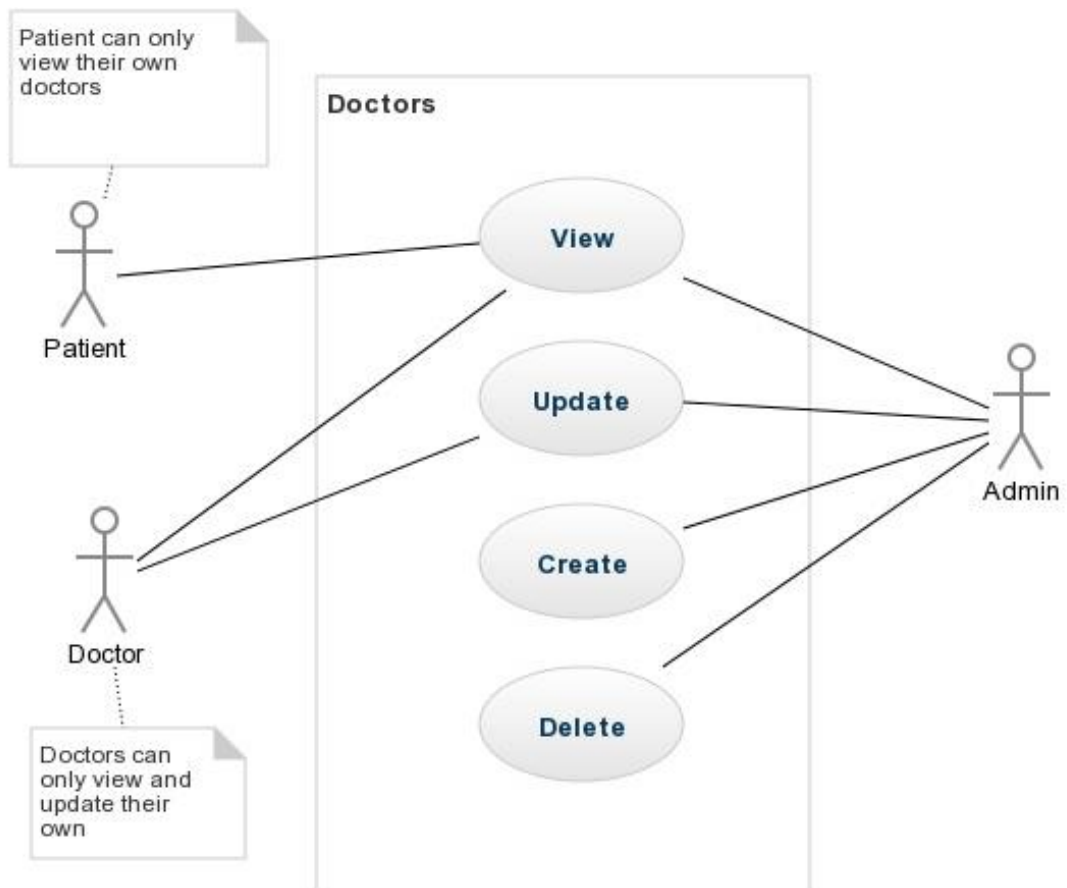 Patient can only
view their own
doctors
Doctors
View
Patient
Update
Admin
Create
Doctor
Delete
Doctors can
only view and
update their
own